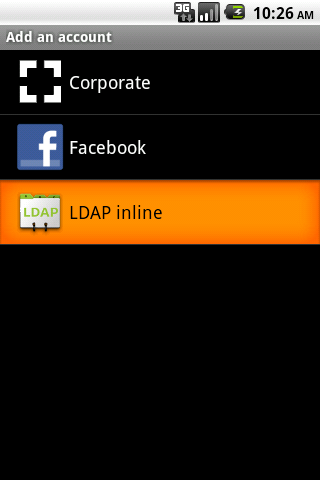 3G
10:26 AM
Add an account
Corporate
f
Facebook
LDAP
LDAP inline